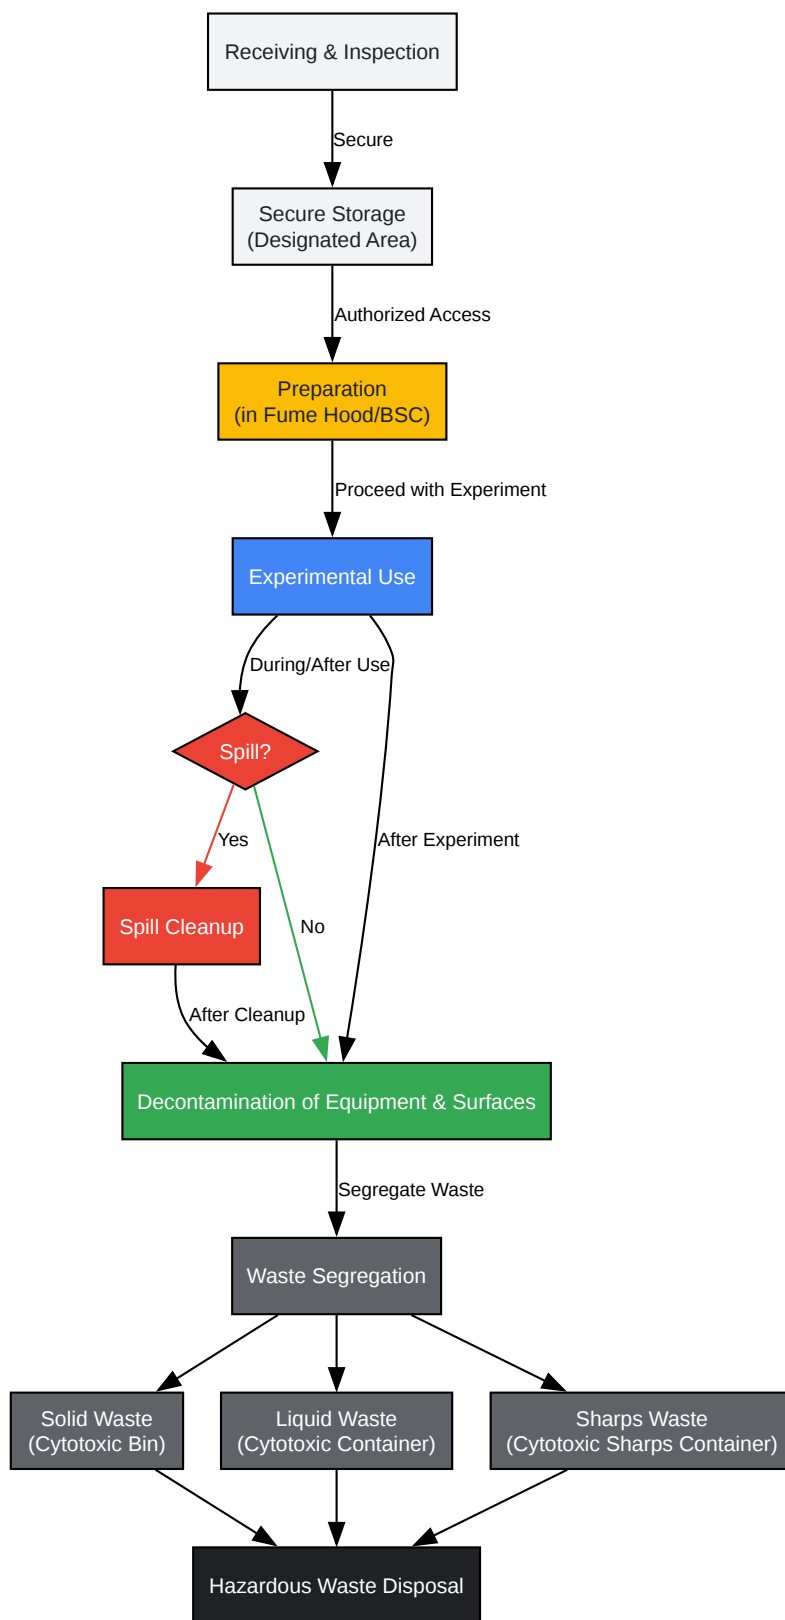 Receiving & Inspection
Secure
Secure Storage
(Designated Area)
Authorized Access
Preparation
(in Fume Hood/BSC)
Proceed with Experiment
Experimental Use
During/After Use
Spill?
Yes
After Experiment
Spill Cleanup
No
After Cleanup
Decontamination of Equipment & Surfaces
Segregate Waste
Waste Segregation
Solid Waste
(Cytotoxic Bin)
Liquid Waste
(Cytotoxic Container)
Sharps Waste
(Cytotoxic Sharps Container)
Hazardous Waste Disposal